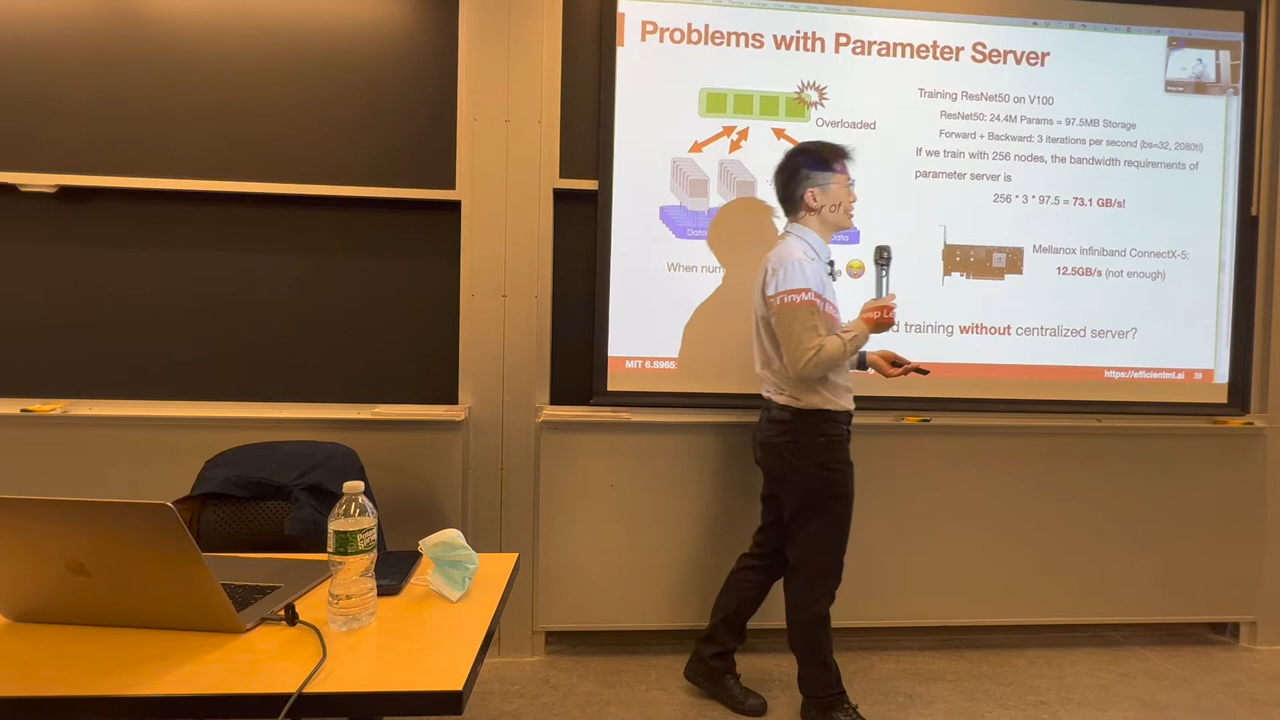 Problems with Parameter Server
Overloaded
Data
Data
When num
Training ResNet50 on V100
ResNet50: 24.4M Params = 97.5MB Storage
Forward + Backward: 3 iterations per second (bs=32, 2080ti)
If we train with 256 nodes, the bandwidth requirements of
parameter server is
256 * 3 * 97.5 = 73.1 GB/s!
Mellanox infiniband ConnectX-5:
12.5GB/s (not enough)
training without centralized server?
MIT 6.S965:
TinyML
https://efficientml.ai
39
Poland
Spring